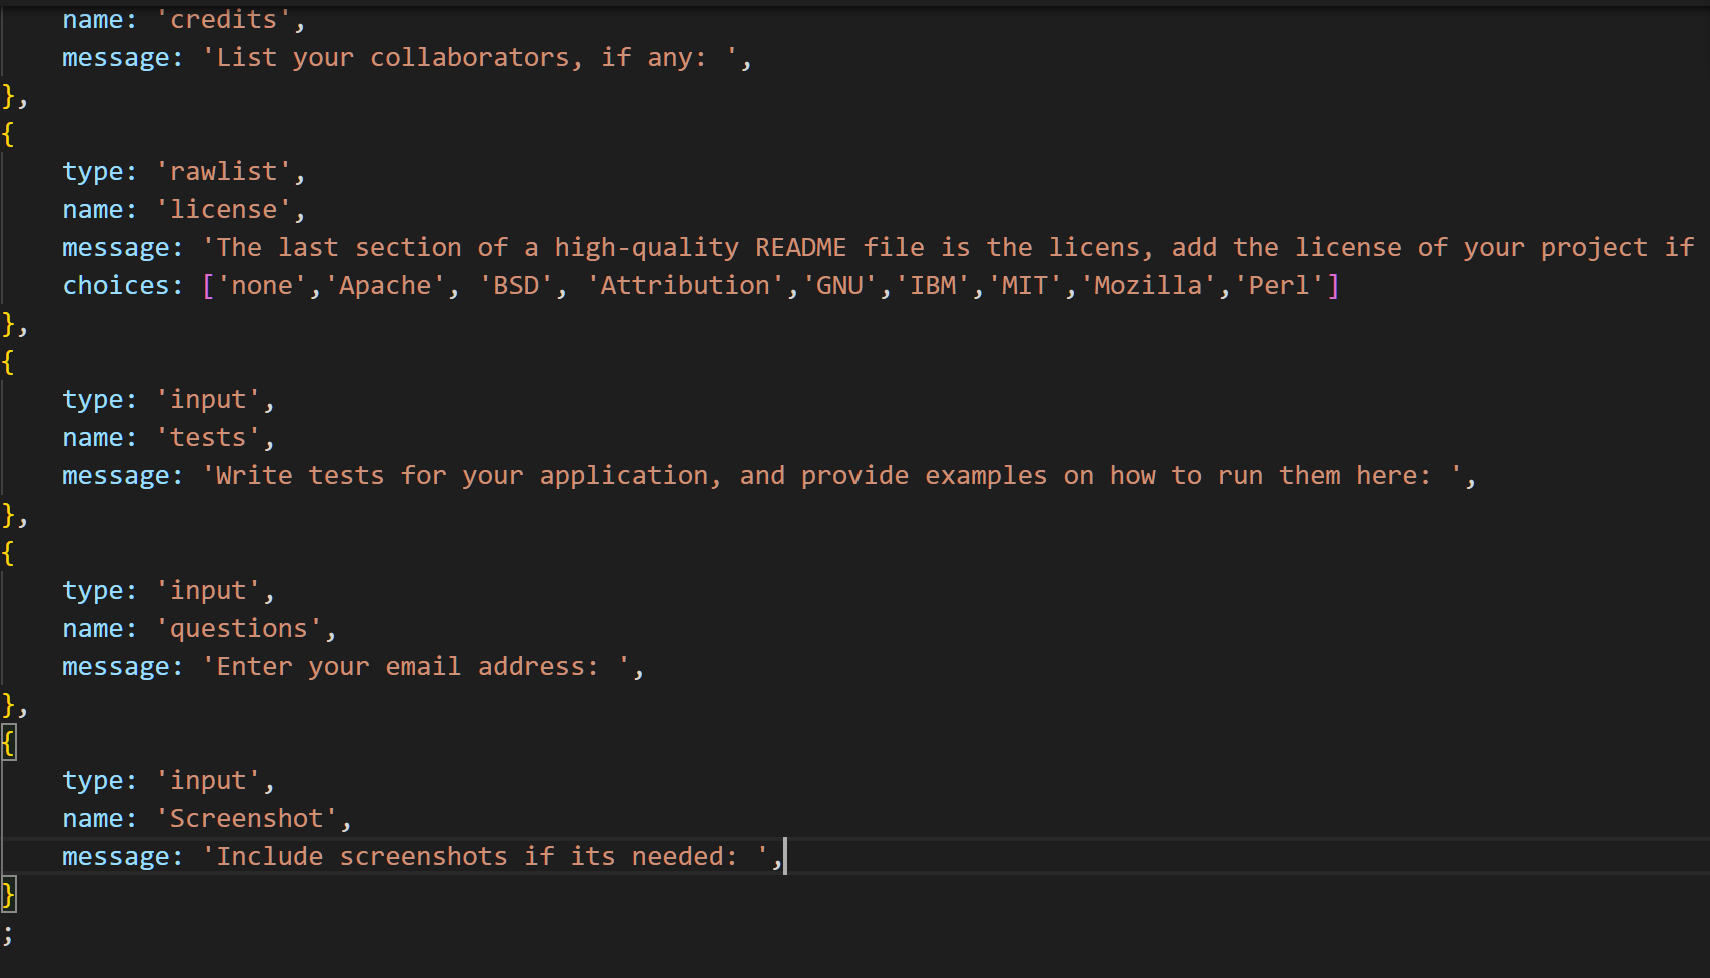 name: 'credits',
    message: 'List your collaborators, if any: ',
},
{
    type: 'rawlist',
    name: 'license',
    message: 'The last section of a high-quality README file is the licens, add the license of your project if
    choices: ['none','Apache', 'BSD', 'Attribution','GNU','IBM','MIT','Mozilla','Perl']
},
{
    type: 'input',
    name: 'tests',
    message: 'Write tests for your application, and provide examples on how to run them here: ',
},
{
    type: 'input',
    name: 'questions',
    message: 'Enter your email address: ',
},
{
    type: 'input',
    name: 'Screenshot',
    message: 'Include screenshots if its needed: ',
}
;